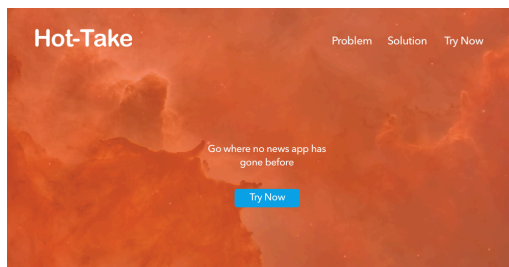 Hot-Take
Problem Solution Try Now
Go where no news app has
gone before
Try Now